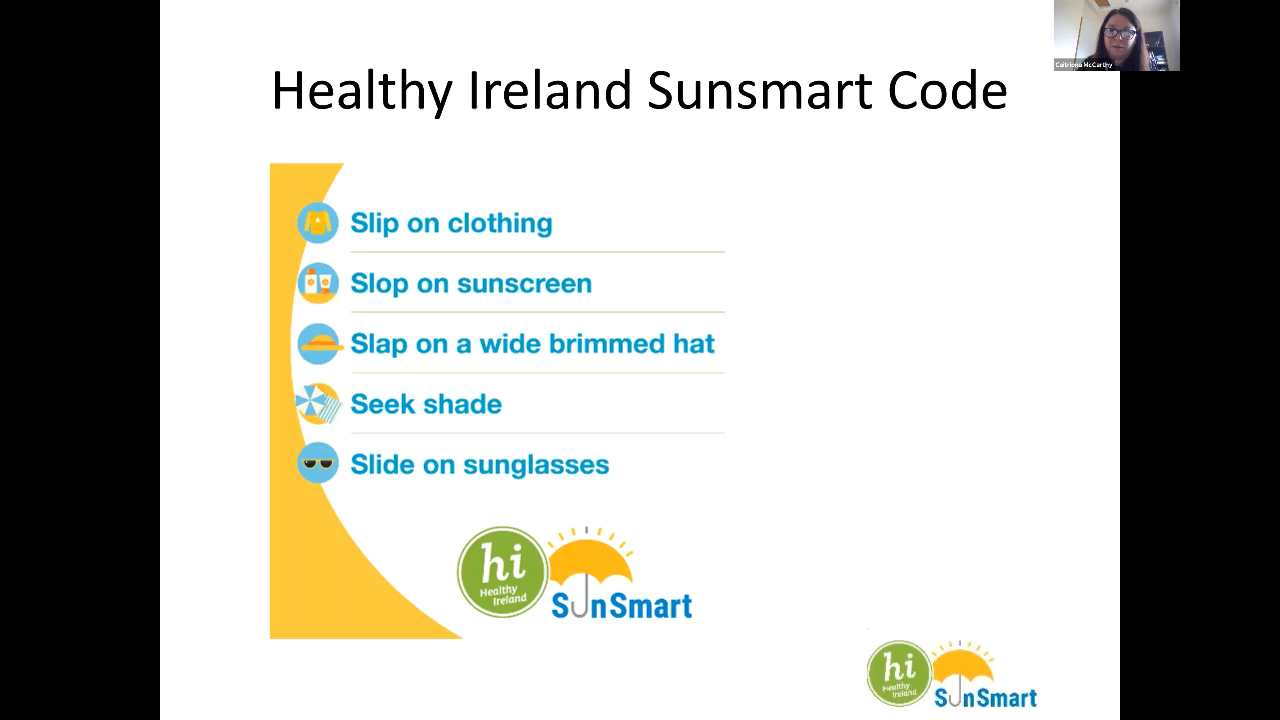 Caitriona McCarthy
Healthy Ireland Sunsmart Code
Slip on clothing
Slop on sunscreen
Slap on a wide brimmed hat
Seek shade
Slide on sunglasses
hi
Healthy
Ireland
SunSmart
hi
Healthy
Ireland
SunSmart